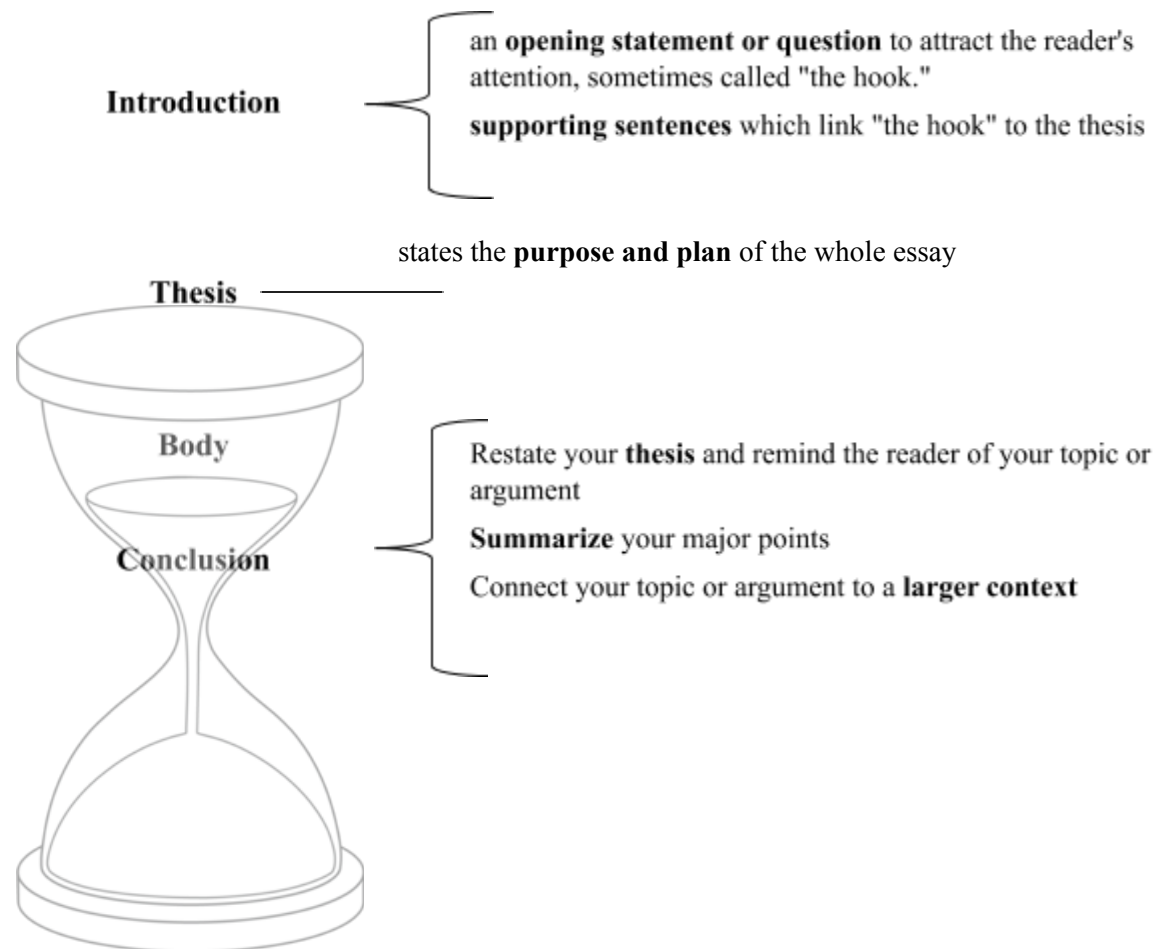 an opening statement or question to attract the reader's
attention, sometimes called "the hook."
Introduction
supporting sentences which link "the hook" to the thesis
states the purpose and plan of the whole essay
Thesis
Body
Restate your thesis and remind the reader of your topic or
argument
Summarize your major points
Conclusion
Connect your topic or argument to a larger context